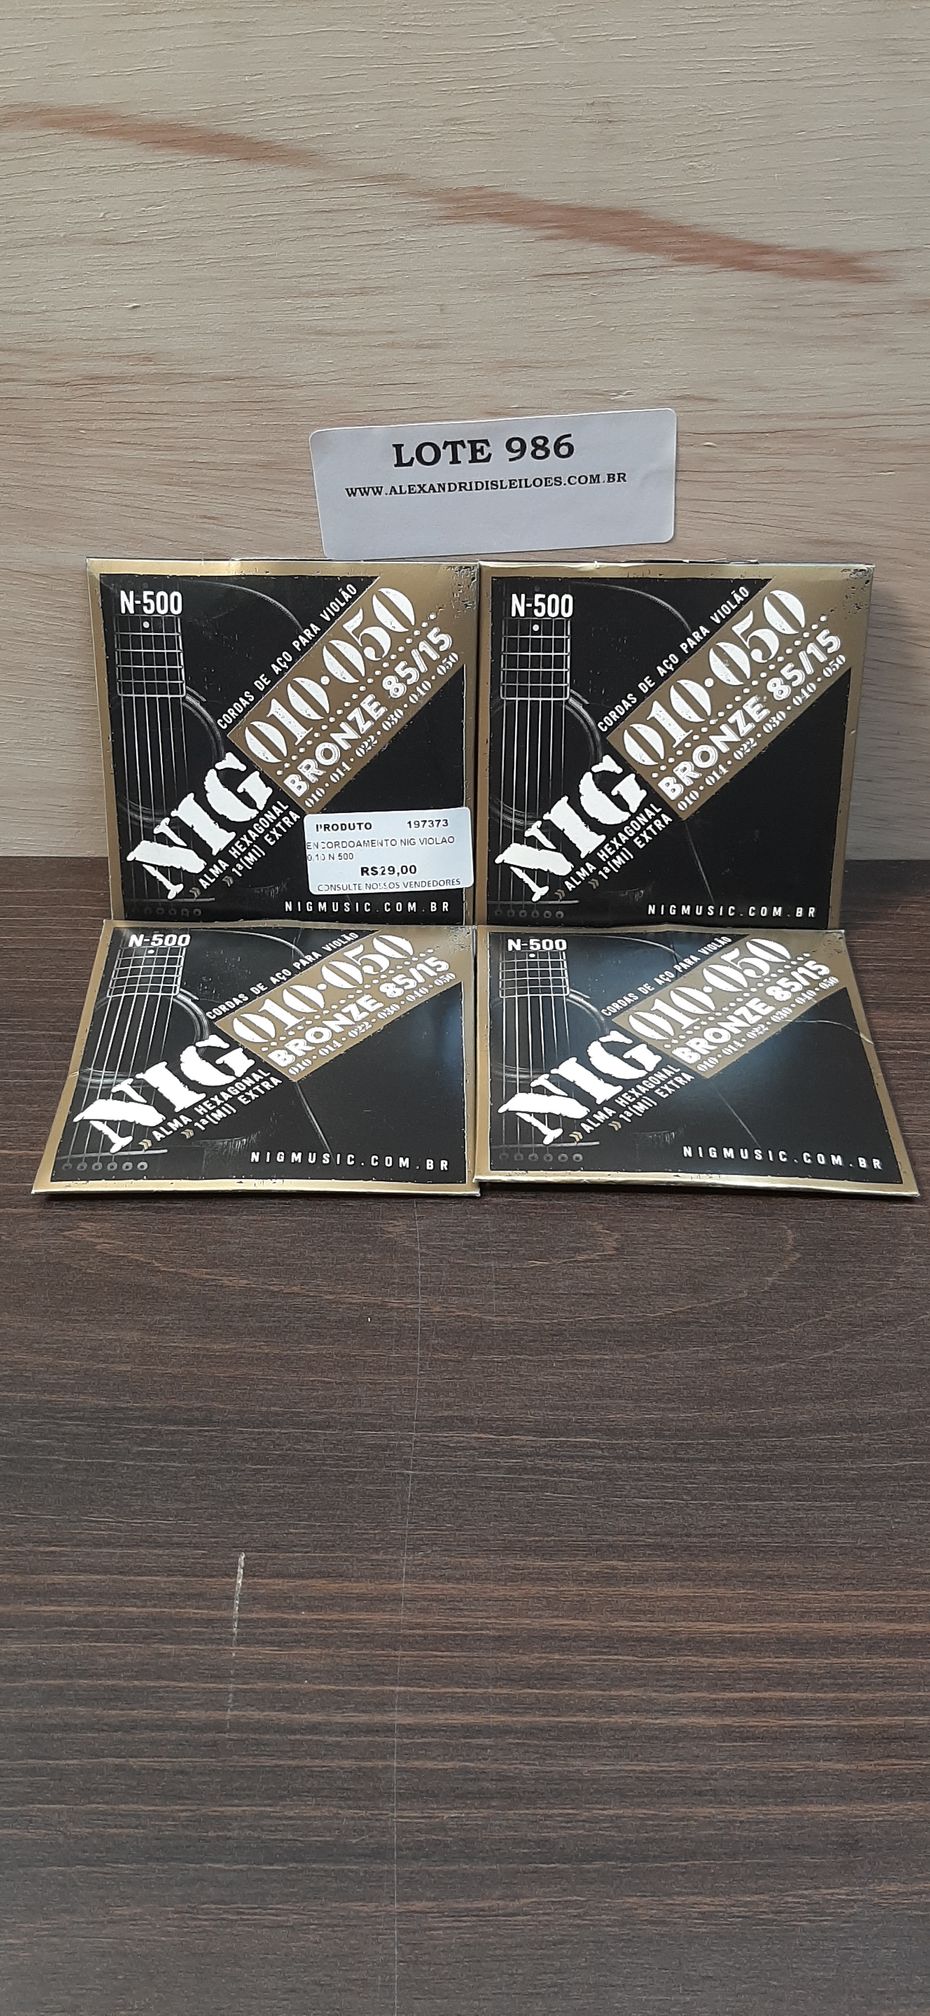 LOTE 986
WWW.ALEXANDRIDISLEILOES.COM.BR
N-500
CORDAS DE AÇO PARA VIOLÃO
010•050
BRONZE 85/15
010 • 014 • 022 • 030 • 040 • 050
NIG
ALMA HEXAGONAL
1ª(MI) EXTRA
PRODUTO 197373
ENCORDOAMENTO NIG VIOLAO
0.10 N 500
R$29,00
CONSULTE NOSSOS VENDEDORES
NIGMUSIC.COM.BR
N-500
CORDAS DE AÇO PARA VIOLÃO
010•050
BRONZE 85/15
010 • 014 • 022 • 030 • 040 • 050
NIG
ALMA HEXAGONAL
1ª(MI) EXTRA
NIGMUSIC.COM.BR
N-500
CORDAS DE AÇO PARA VIOLÃO
010•050
BRONZE 85/15
010 • 014 • 022 • 030 • 040 • 050
NIG
ALMA HEXAGONAL
1ª(MI) EXTRA
NIGMUSIC.COM.BR
N-500
CORDAS DE AÇO PARA VIOLÃO
010•050
BRONZE 85/15
010 • 014 • 022 • 030 • 040 • 050
NIG
ALMA HEXAGONAL
1ª(MI) EXTRA
NIGMUSIC.COM.BR